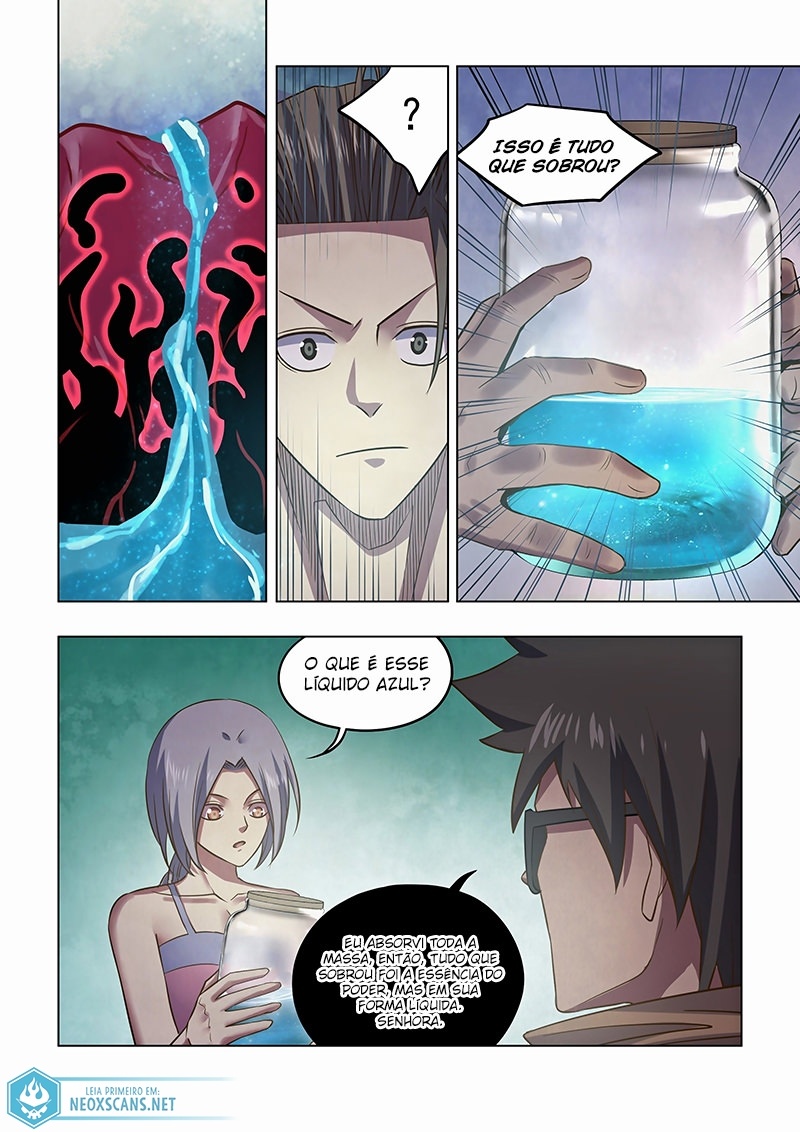 ?
ISSO É TUDO
QUE SOBROU?
O QUE É ESSE
LÍQUIDO AZUL?
EU ABSORVI TODA A
MASSA, ENTÃO, TUDO QUE
SOBROU FOI A ESSÊNCIA DO
PODER, MAS EM SUA
FORMA LÍQUIDA.
SENHORA.
LEIA PRIMEIRO EM:
NEOXSCANS.NET